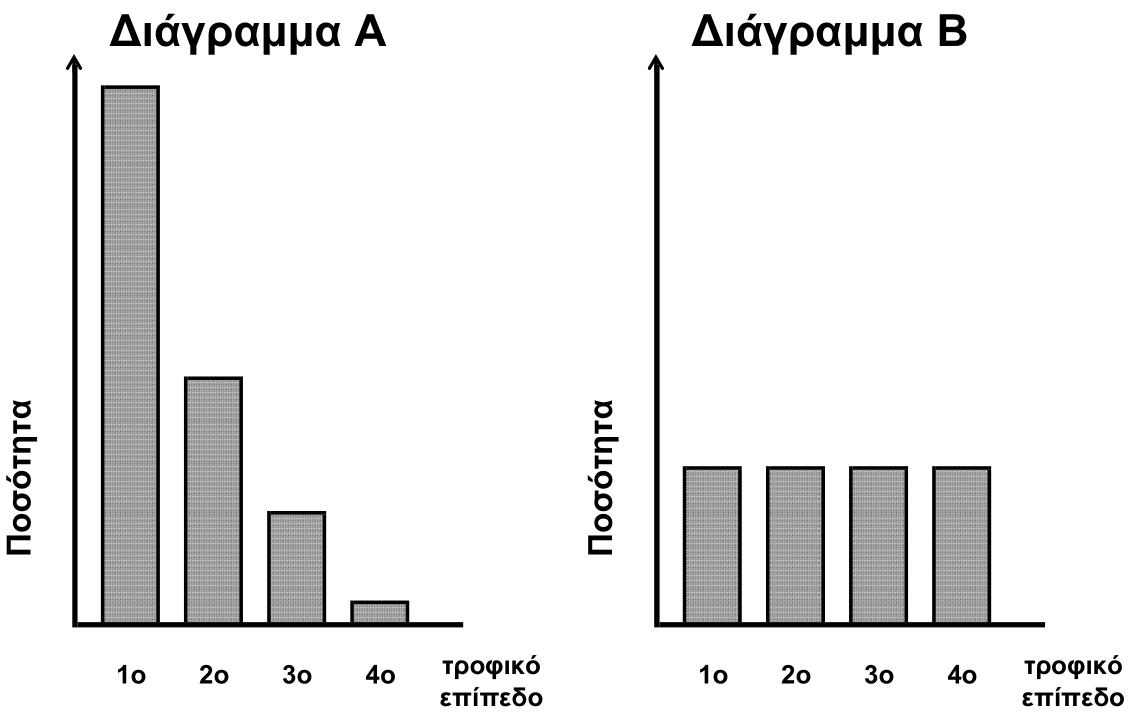 Διάγραμμα Α
Ποσότητα
1ο 2ο 3ο 4ο τροφικό
επίπεδο
Διάγραμμα Β
Ποσότητα
1ο 2ο 3ο 4ο τροφικό
επίπεδο